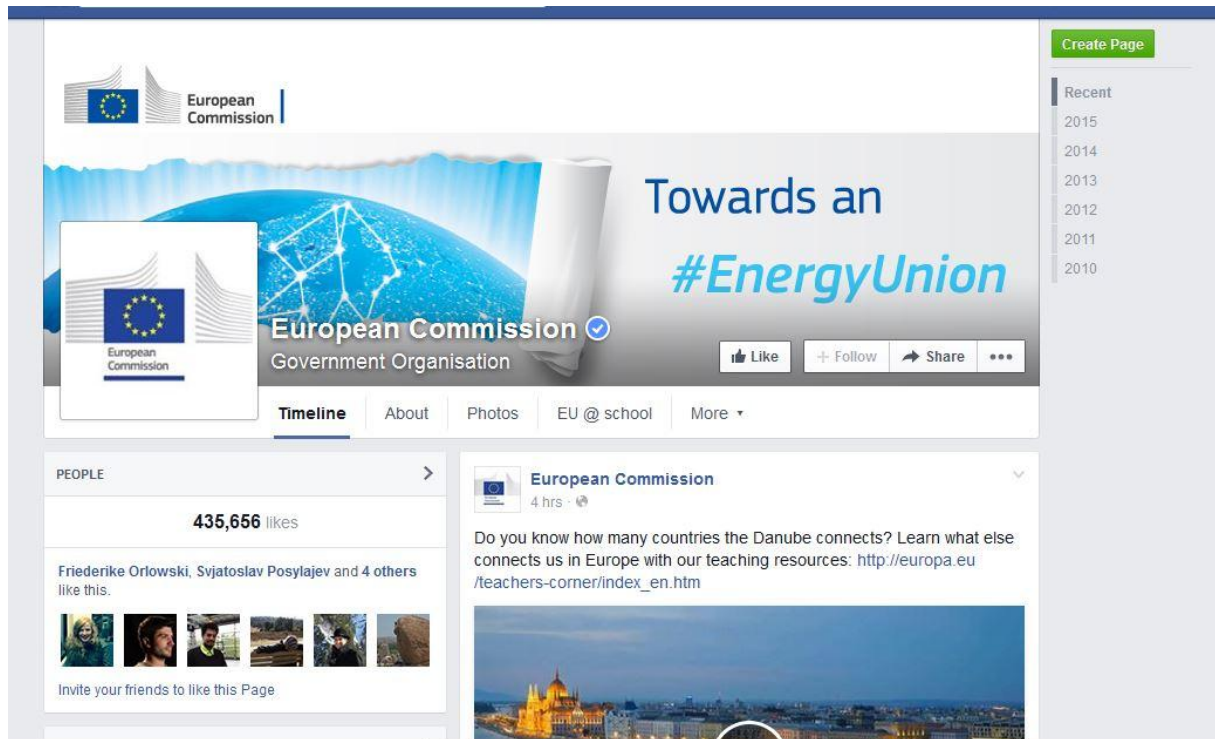 Create Page
Recent
2015
2014
2013
2012
2011
2010
European
Commission
Towards an
#EnergyUnion
European
Commission
European Commission
Government Organisation
Like
+ Follow
Share
Timeline
About
Photos
EU @ school
More
PEOPLE
435,656 likes
Friederike Orlowski, Svjatoslav Posylajev and 4 others
like this.
Invite your friends to like this Page
European Commission
4 hrs ·
Do you know how many countries the Danube connects? Learn what else
connects us in Europe with our teaching resources: http://europa.eu
/teachers-corner/index_en.htm